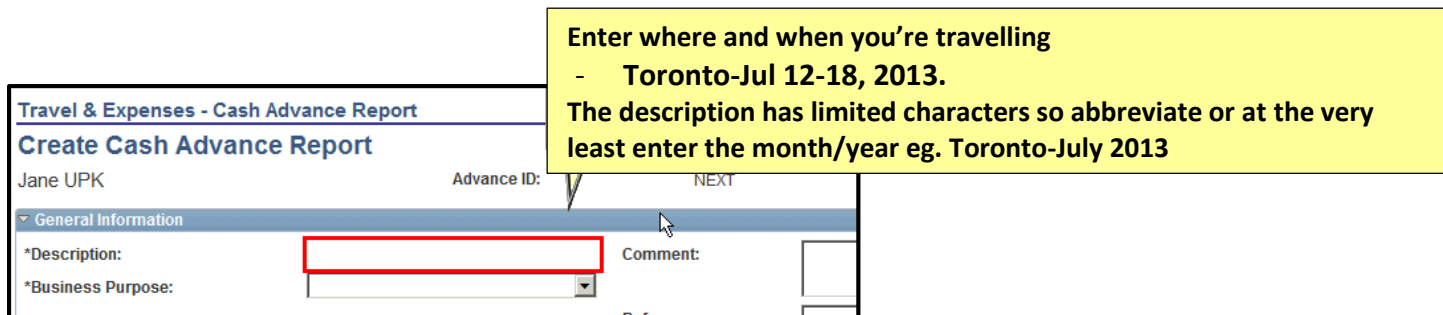 Enter where and when you're travelling
- Toronto-Jul 12-18, 2013.
The description has limited characters so abbreviate or at the very
least enter the month/year eg. Toronto-July 2013
Travel & Expenses - Cash Advance Report
Create Cash Advance Report
Jane UPK Advance ID: NEXT
General Information
*Description: Comment:
*Business Purpose: